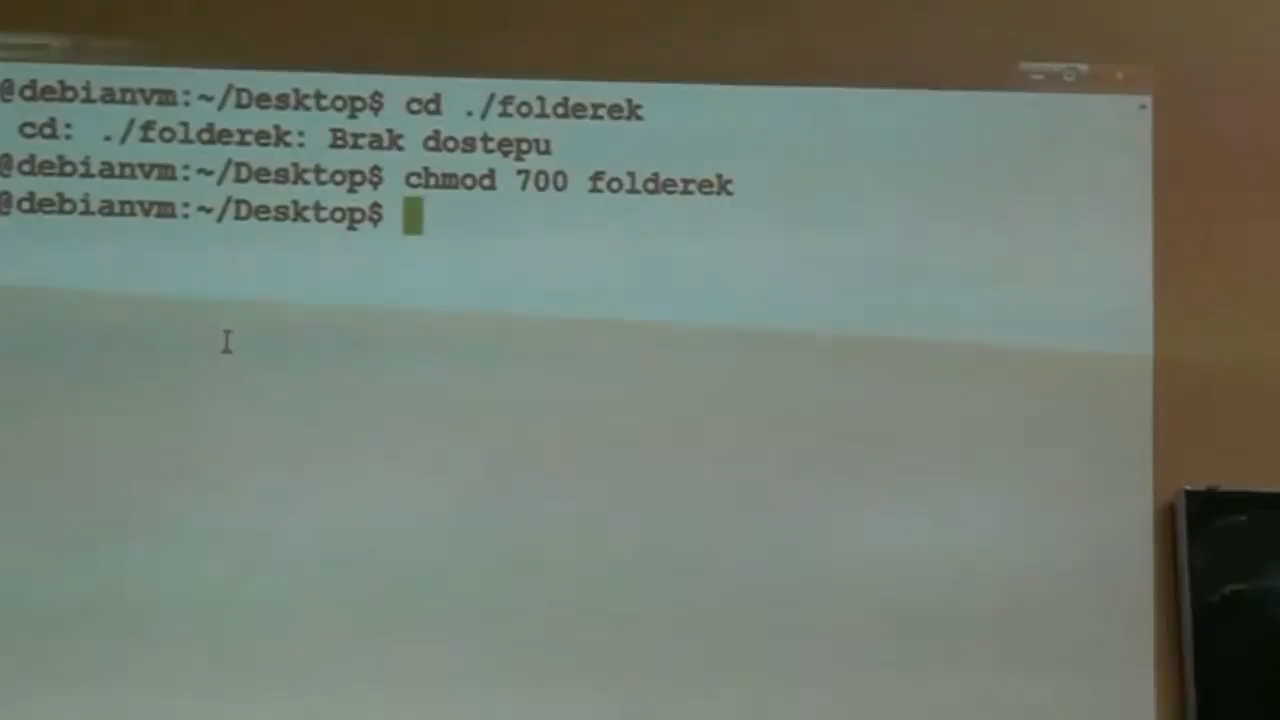 @debianvm:~/Desktop$ cd ./folderek
cd: ./folderek: Brak dostępu
@debianvm:~/Desktop$ chmod 700 folderek
@debianvm:~/Desktop$